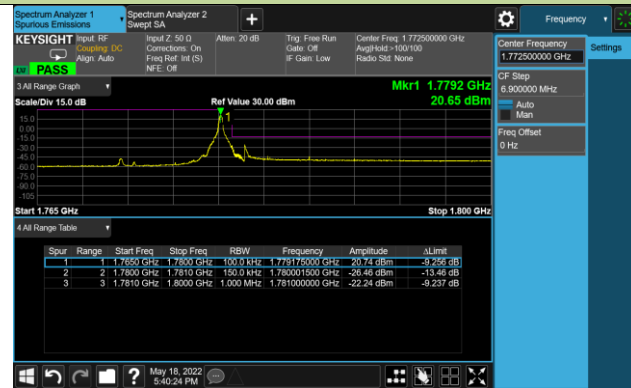 Spectrum Analyzer 1
Spurious Emissions
Spectrum Analyzer 2
Swept SA
+
Frequency
KEYSIGHT
Input: RF
Coupling: DC
Align: Auto
Input Z: 50 Ω
Corrections: On
Freq Ref: Int (S)
NFE: Off
Atten: 20 dB
Trig: Free Run
Gate: Off
IF Gain: Low
Center Freq: 1.772500000 GHz
Avg|Hold:>100/100
Radio Std: None
LXI
PASS
Center Frequency
1.772500000 GHz
Settings
CF Step
6.900000 MHz
Auto
Man
Freq Offset
0 Hz
3 All Range Graph
Mkr1 1.7792 GHz
Scale/Div 15.0 dB
Ref Value 30.00 dBm
20.65 dBm
1
15.0
0.00
-15.0
-30.0
-45.0
-60.0
-75.0
-90.0
-105
Start 1.765 GHz
Stop 1.800 GHz
4 All Range Table
Spur Range Start Freq Stop Freq RBW Frequency Amplitude ΔLimit
1 1 1.7650 GHz 1.7800 GHz 100.0 kHz 1.779175000 GHz 20.74 dBm -9.256 dB
2 2 1.7800 GHz 1.7810 GHz 150.0 kHz 1.780001500 GHz -26.46 dBm -13.46 dB
3 3 1.7810 GHz 1.8000 GHz 1.000 MHz 1.781000000 GHz -22.24 dBm -9.237 dB
?
May 18, 2022
5:40:24 PM